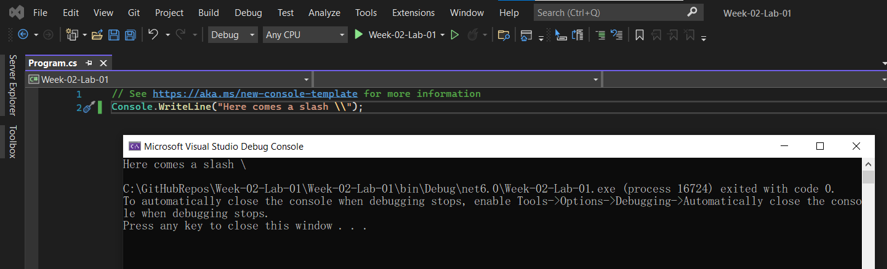 File Edit View Git Project Build Debug Test Analyze Tools Extensions Window Help Search (Ctrl+Q) Week-02-Lab-01
Debug Any CPU Week-02-Lab-01
Server Explorer
Toolbox
Program.cs
Week-02-Lab-01
1 // See https://aka.ms/new-console-template for more information
2 Console.WriteLine("Here comes a slash \\");
Microsoft Visual Studio Debug Console
Here comes a slash \
C:\GitHubRepos\Week-02-Lab-01\Week-02-Lab-01\bin\Debug\net6.0\Week-02-Lab-01.exe (process 16724) exited with code 0.
To automatically close the console when debugging stops, enable Tools->Options->Debugging->Automatically close the conso
le when debugging stops.
Press any key to close this window . . .